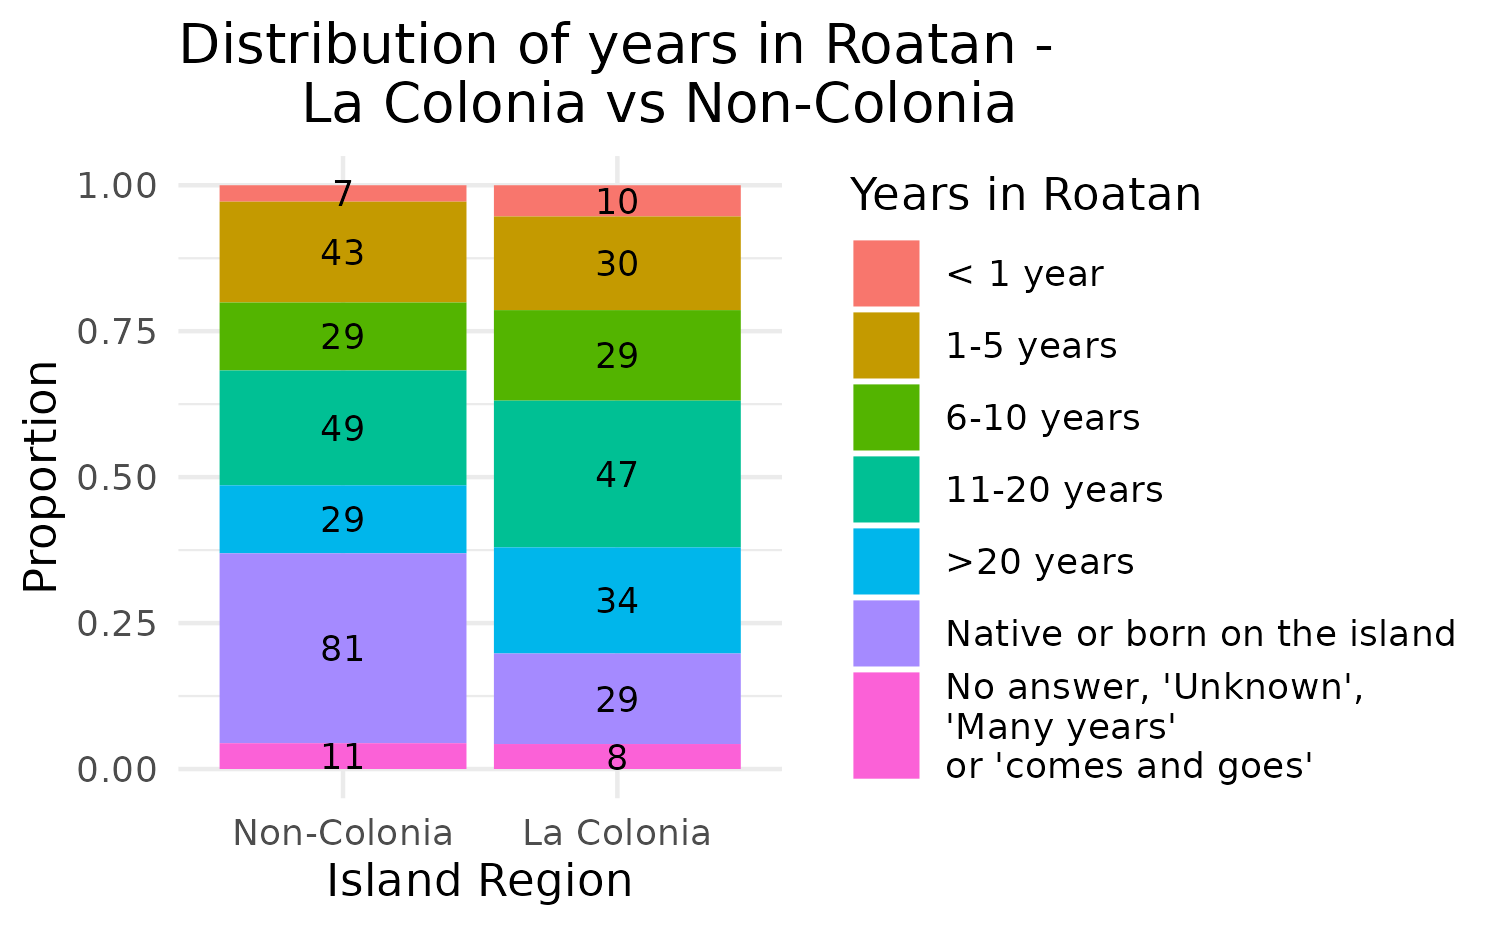 Distribution of years in Roatan -
La Colonia vs Non-Colonia
Proportion
1.00
0.75
0.50
0.25
0.00
7
43
29
49
29
81
11
10
30
29
47
34
29
8
Non-Colonia
La Colonia
Island Region
Years in Roatan
< 1 year
1-5 years
6-10 years
11-20 years
>20 years
Native or born on the island
No answer, 'Unknown',
'Many years'
or 'comes and goes'